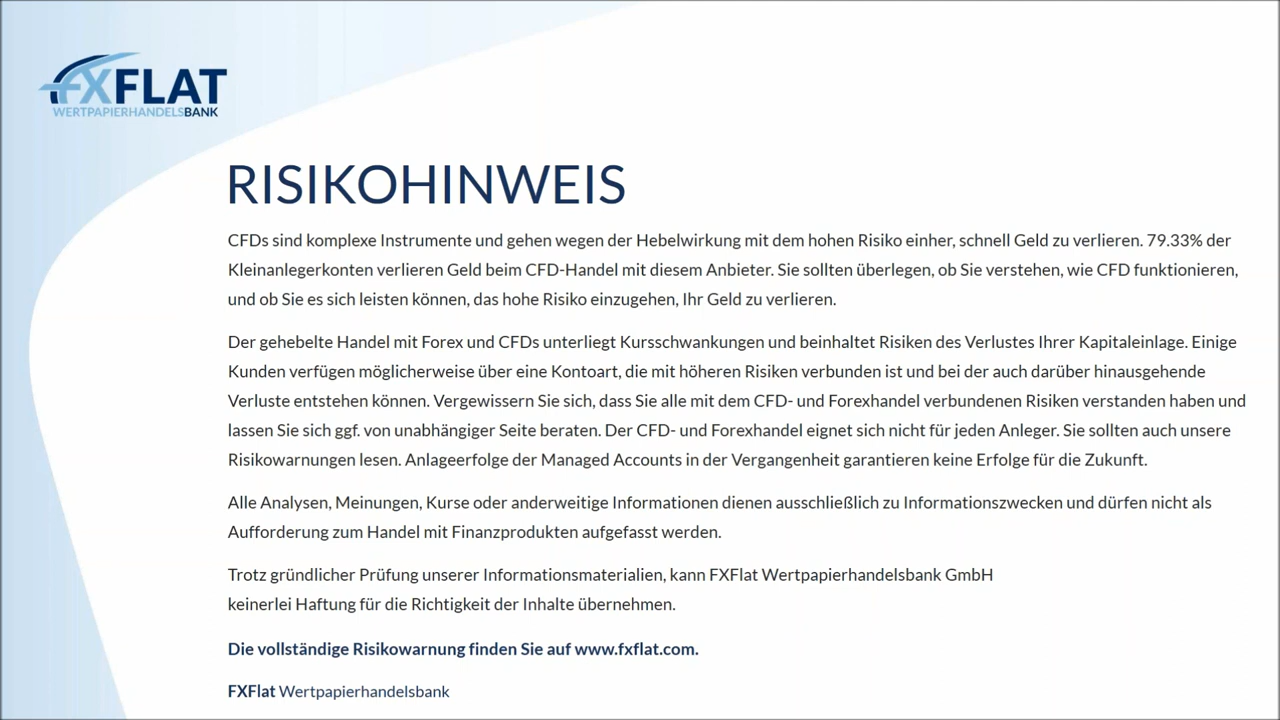 FXFLAT
WERTPAPIERHANDELSBANK
RISIKOHINWEIS
CFDs sind komplexe Instrumente und gehen wegen der Hebelwirkung mit dem hohen Risiko einher, schnell Geld zu verlieren. 79.33% der
Kleinanlegerkonten verlieren Geld beim CFD-Handel mit diesem Anbieter. Sie sollten überlegen, ob Sie verstehen, wie CFD funktionieren,
und ob Sie es sich leisten können, das hohe Risiko einzugehen, Ihr Geld zu verlieren.
Der gehebelte Handel mit Forex und CFDs unterliegt Kursschwankungen und beinhaltet Risiken des Verlustes Ihrer Kapitaleinlage. Einige
Kunden verfügen möglicherweise über eine Kontoart, die mit höheren Risiken verbunden ist und bei der auch darüber hinausgehende
Verluste entstehen können. Vergewissern Sie sich, dass Sie alle mit dem CFD- und Forexhandel verbundenen Risiken verstanden haben und
lassen Sie sich ggf. von unabhängiger Seite beraten. Der CFD- und Forexhandel eignet sich nicht für jeden Anleger. Sie sollten auch unsere
Risikowarnungen lesen. Anlageerfolge der Managed Accounts in der Vergangenheit garantieren keine Erfolge für die Zukunft.
Alle Analysen, Meinungen, Kurse oder anderweitige Informationen dienen ausschließlich zu Informationszwecken und dürfen nicht als
Aufforderung zum Handel mit Finanzprodukten aufgefasst werden.
Trotz gründlicher Prüfung unserer Informationsmaterialien, kann FXFlat Wertpapierhandelsbank GmbH
keinerlei Haftung für die Richtigkeit der Inhalte übernehmen.
Die vollständige Risikowarnung finden Sie auf www.fxflat.com.
FXFlat Wertpapierhandelsbank